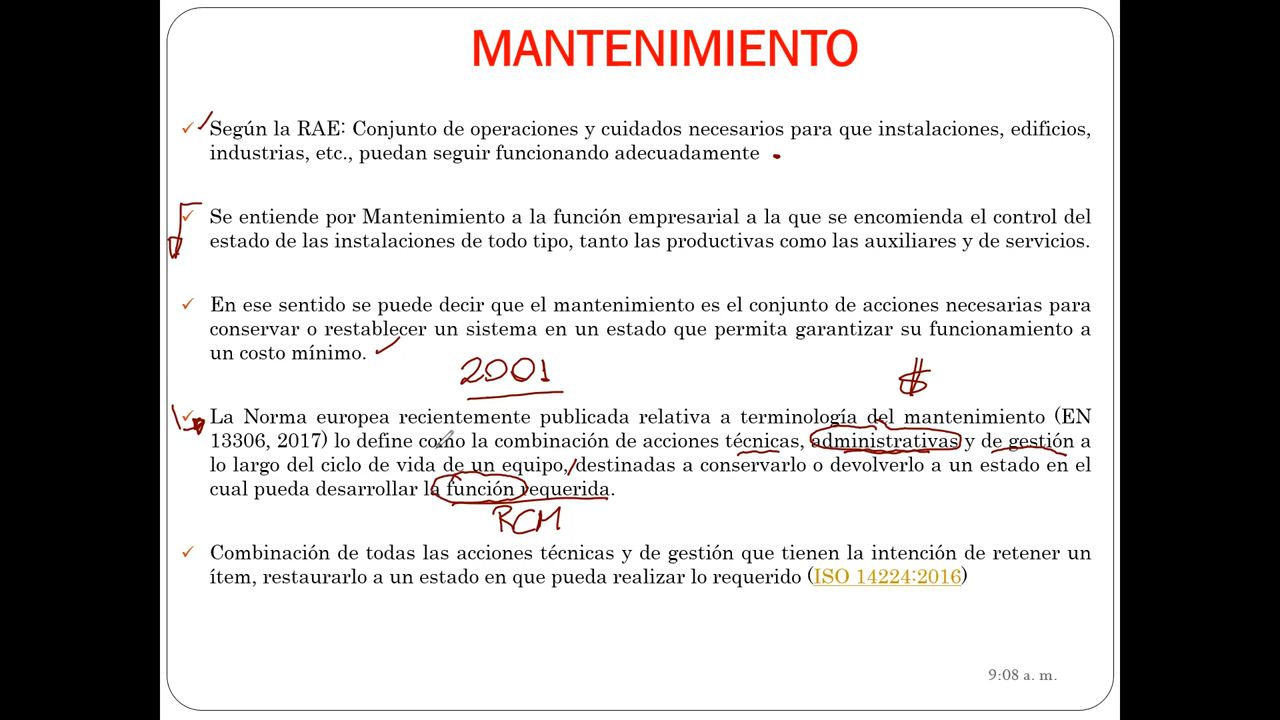 MANTENIMIENTO
Según la RAE: Conjunto de operaciones y cuidados necesarios para que instalaciones, edificios,
industrias, etc., puedan seguir funcionando adecuadamente
Se entiende por Mantenimiento a la función empresarial a la que se encomienda el control del
estado de las instalaciones de todo tipo, tanto las productivas como las auxiliares y de servicios.
En ese sentido se puede decir que el mantenimiento es el conjunto de acciones necesarias para
conservar o restablecer un sistema en un estado que permita garantizar su funcionamiento a
un costo mínimo.
2001 $
La Norma europea recientemente publicada relativa a terminología del mantenimiento (EN
13306, 2017) lo define como la combinación de acciones técnicas, administrativas y de gestión a
lo largo del ciclo de vida de un equipo, destinadas a conservarlo o devolverlo a un estado en el
cual pueda desarrollar la función requerida.
RCM
Combinación de todas las acciones técnicas y de gestión que tienen la intención de retener un
ítem, restaurarlo a un estado en que pueda realizar lo requerido (ISO 14224:2016)
9:08 a. m.